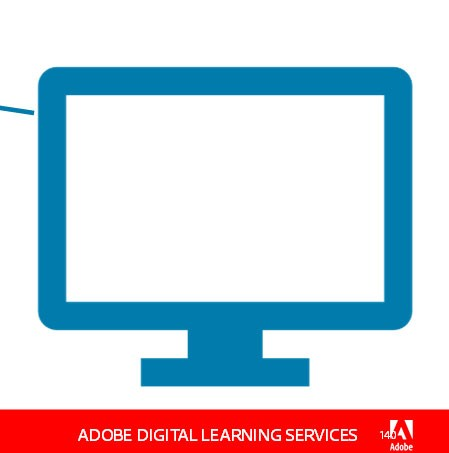 ADOBE DIGITAL LEARNING SERVICES
140
Adobe